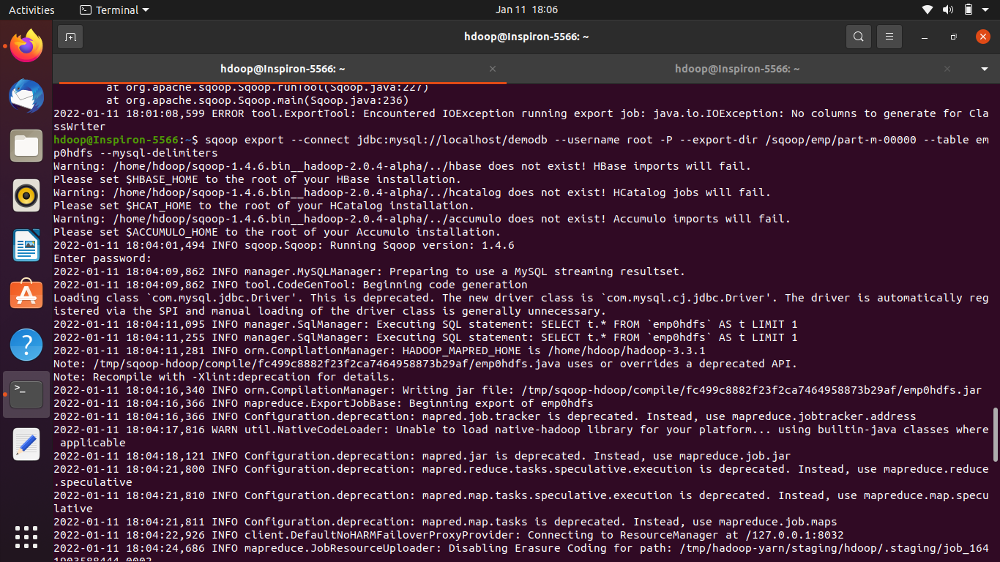 Activities
Terminal
Jan 11 18:06
hdoop@Inspiron-5566: ~
hdoop@Inspiron-5566: ~
hdoop@Inspiron-5566: ~
at org.apache.sqoop.Sqoop.runTool(Sqoop.java:227)
at org.apache.sqoop.Sqoop.main(Sqoop.java:236)
2022-01-11 18:01:08,599 ERROR tool.ExportTool: Encountered IOException running export job: java.io.IOException: No columns to generate for Cla
ssWriter
hdoop@Inspiron-5566:~$ sqoop export --connect jdbc:mysql://localhost/demodb --username root -P --export-dir /sqoop/emp/part-m-00000 --table em
p0hdfs --mysql-delimiters
Warning: /home/hdoop/sqoop-1.4.6.bin__hadoop-2.0.4-alpha/../hbase does not exist! HBase imports will fail.
Please set $HBASE_HOME to the root of your HBase installation.
Warning: /home/hdoop/sqoop-1.4.6.bin__hadoop-2.0.4-alpha/../hcatalog does not exist! HCatalog jobs will fail.
Please set $HCAT_HOME to the root of your HCatalog installation.
Warning: /home/hdoop/sqoop-1.4.6.bin__hadoop-2.0.4-alpha/../accumulo does not exist! Accumulo imports will fail.
Please set $ACCUMULO_HOME to the root of your Accumulo installation.
2022-01-11 18:04:01,494 INFO sqoop.Sqoop: Running Sqoop version: 1.4.6
Enter password:
2022-01-11 18:04:09,862 INFO manager.MySQLManager: Preparing to use a MySQL streaming resultset.
2022-01-11 18:04:09,862 INFO tool.CodeGenTool: Beginning code generation
Loading class `com.mysql.jdbc.Driver'. This is deprecated. The new driver class is `com.mysql.cj.jdbc.Driver'. The driver is automatically reg
istered via the SPI and manual loading of the driver class is generally unnecessary.
2022-01-11 18:04:11,095 INFO manager.SqlManager: Executing SQL statement: SELECT t.* FROM `emp0hdfs` AS t LIMIT 1
2022-01-11 18:04:11,255 INFO manager.SqlManager: Executing SQL statement: SELECT t.* FROM `emp0hdfs` AS t LIMIT 1
2022-01-11 18:04:11,281 INFO orm.CompilationManager: HADOOP_MAPRED_HOME is /home/hdoop/hadoop-3.3.1
Note: /tmp/sqoop-hdoop/compile/fc499c8882f23f2ca7464958873b29af/emp0hdfs.java uses or overrides a deprecated API.
Note: Recompile with -Xlint:deprecation for details.
2022-01-11 18:04:16,340 INFO orm.CompilationManager: Writing jar file: /tmp/sqoop-hdoop/compile/fc499c8882f23f2ca7464958873b29af/emp0hdfs.jar
2022-01-11 18:04:16,366 INFO mapreduce.ExportJobBase: Beginning export of emp0hdfs
2022-01-11 18:04:16,366 INFO Configuration.deprecation: mapred.job.tracker is deprecated. Instead, use mapreduce.jobtracker.address
2022-01-11 18:04:17,816 WARN util.NativeCodeLoader: Unable to load native-hadoop library for your platform... using builtin-java classes where
applicable
2022-01-11 18:04:18,121 INFO Configuration.deprecation: mapred.jar is deprecated. Instead, use mapreduce.job.jar
2022-01-11 18:04:21,800 INFO Configuration.deprecation: mapred.reduce.tasks.speculative.execution is deprecated. Instead, use mapreduce.reduce
.speculative
2022-01-11 18:04:21,810 INFO Configuration.deprecation: mapred.map.tasks.speculative.execution is deprecated. Instead, use mapreduce.map.specu
lative
2022-01-11 18:04:21,811 INFO Configuration.deprecation: mapred.map.tasks is deprecated. Instead, use mapreduce.job.maps
2022-01-11 18:04:22,926 INFO client.DefaultNoHARMFailoverProxyProvider: Connecting to ResourceManager at /127.0.0.1:8032
2022-01-11 18:04:24,686 INFO mapreduce.JobResourceUploader: Disabling Erasure Coding for path: /tmp/hadoop-yarn/staging/hdoop/.staging/job_164
1903588444_0002